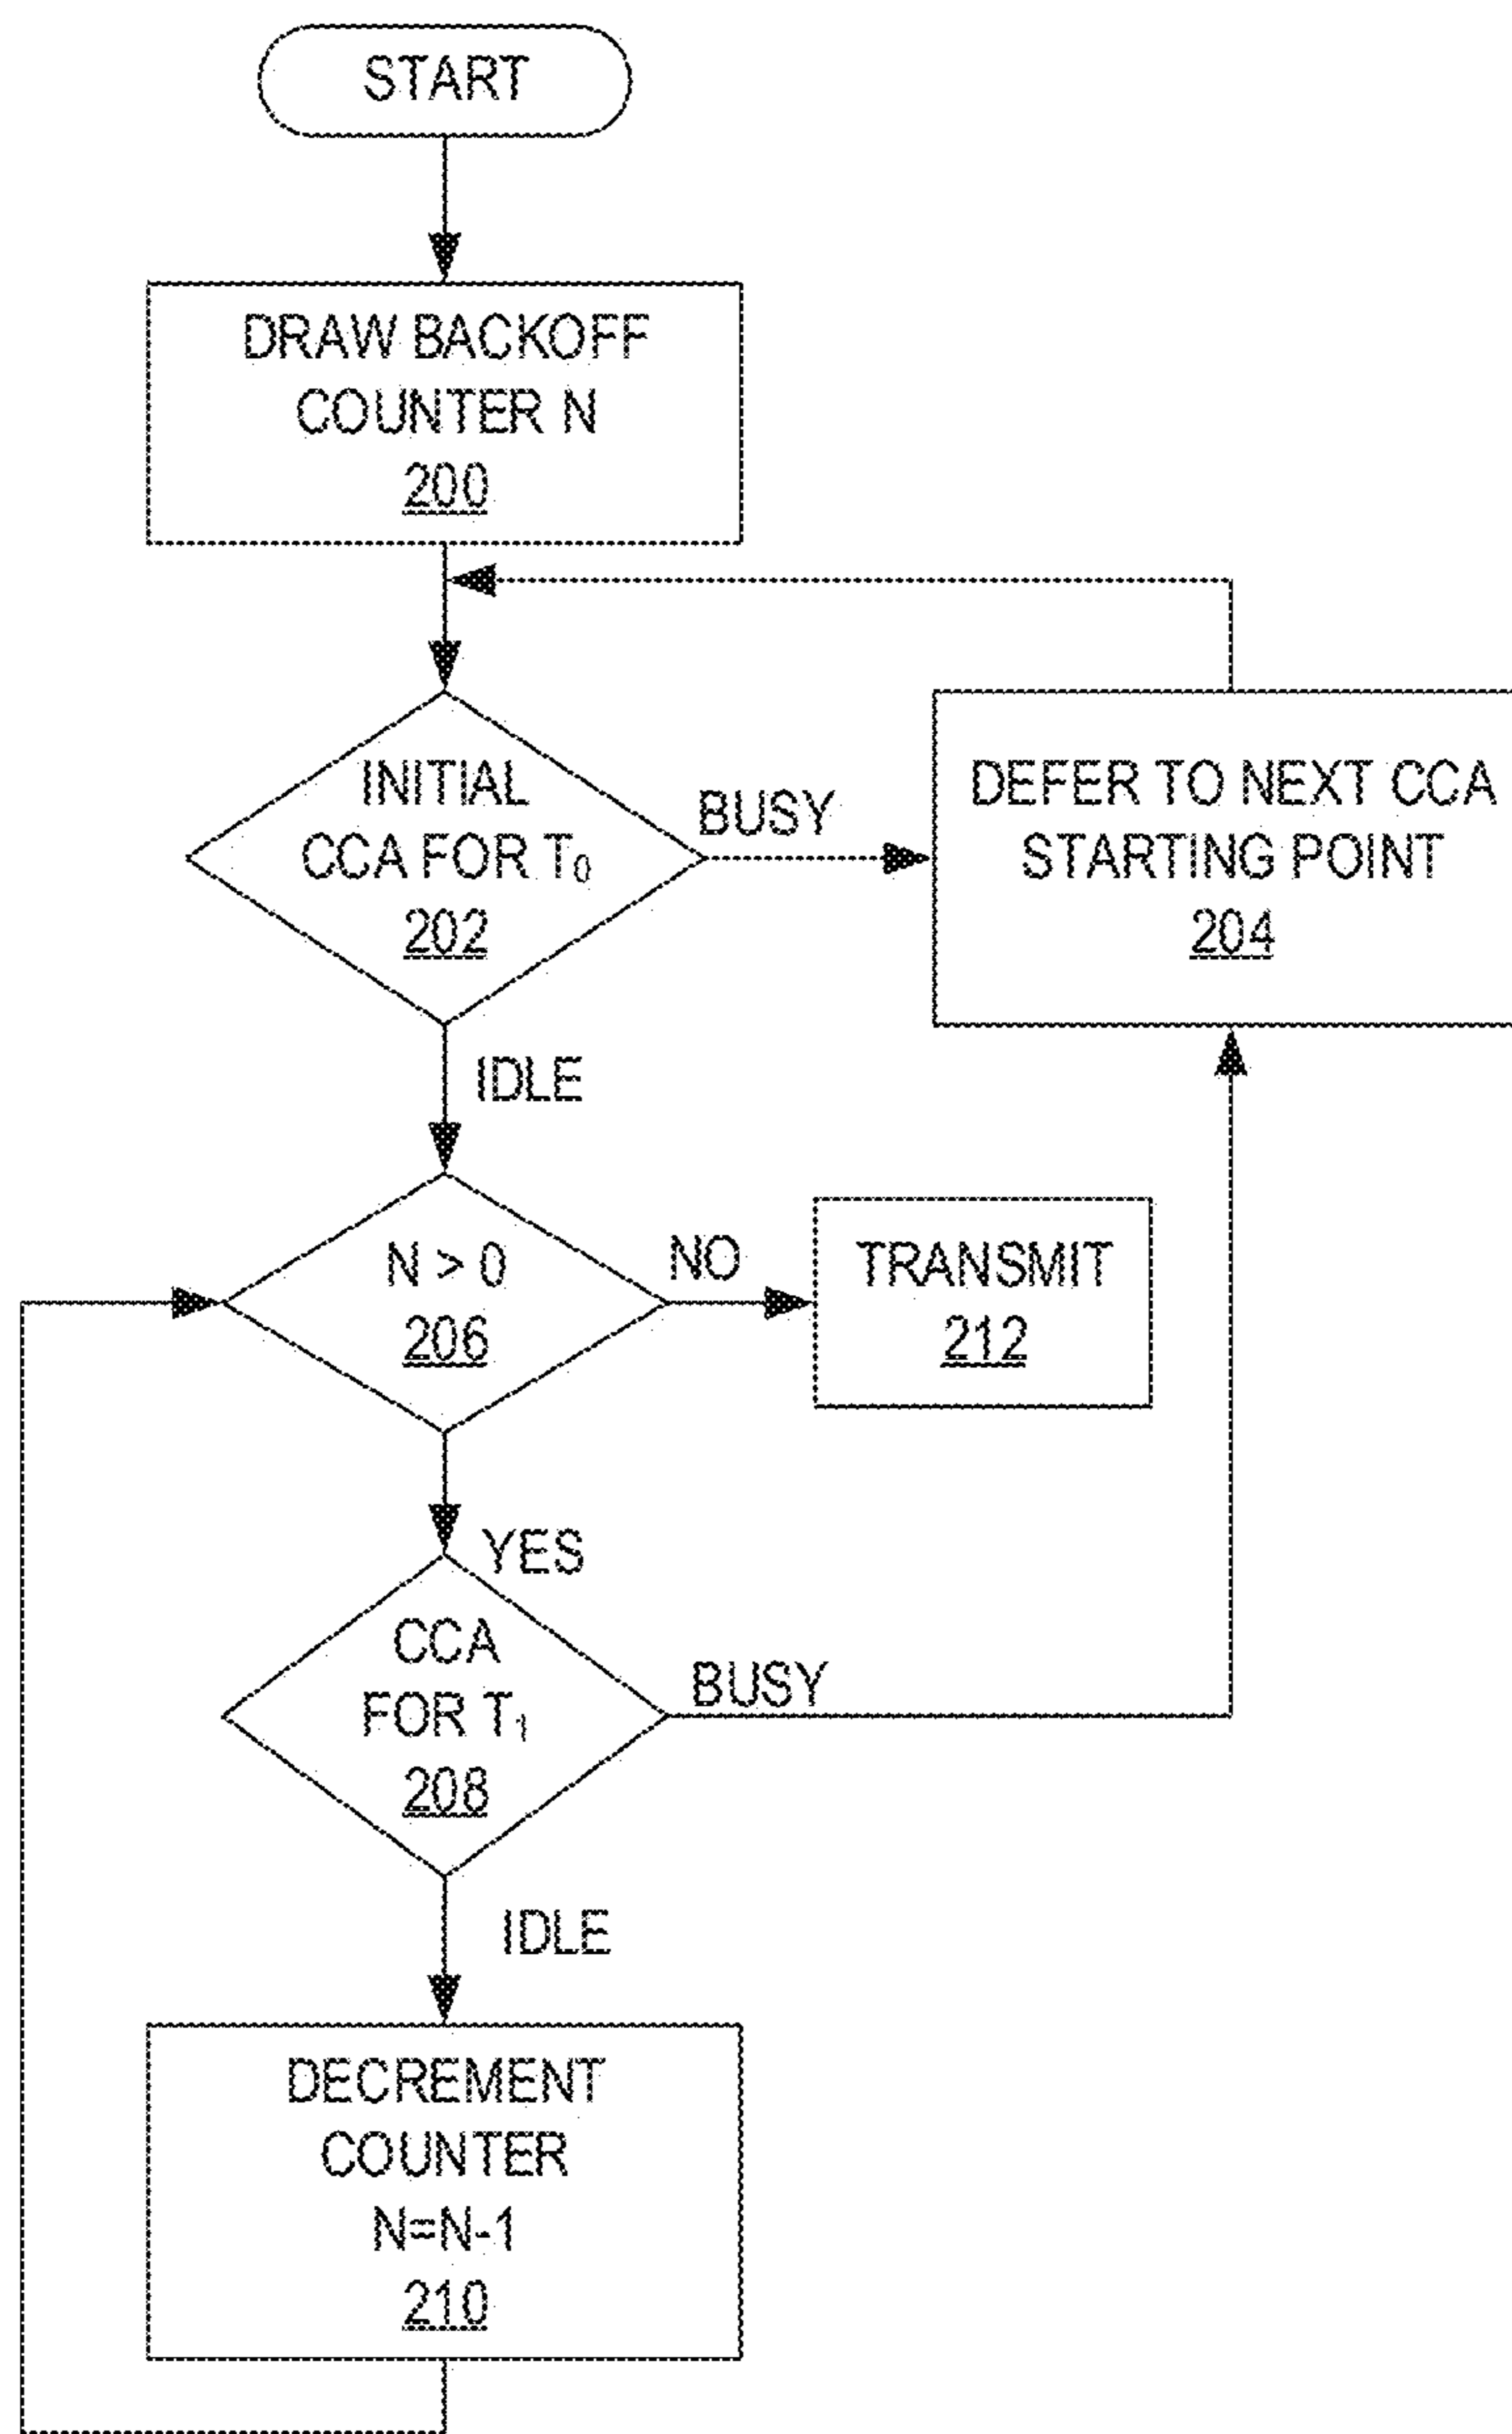 START
DRAW BACKOFF
COUNTER N
200
INITIAL
CCA FOR T₀
202
BUSY
DEFER TO NEXT CCA
STARTING POINT
204
IDLE
N > 0
206
NO
TRANSMIT
212
YES
CCA
FOR T₁
208
BUSY
IDLE
DECREMENT
COUNTER
N=N-1
210